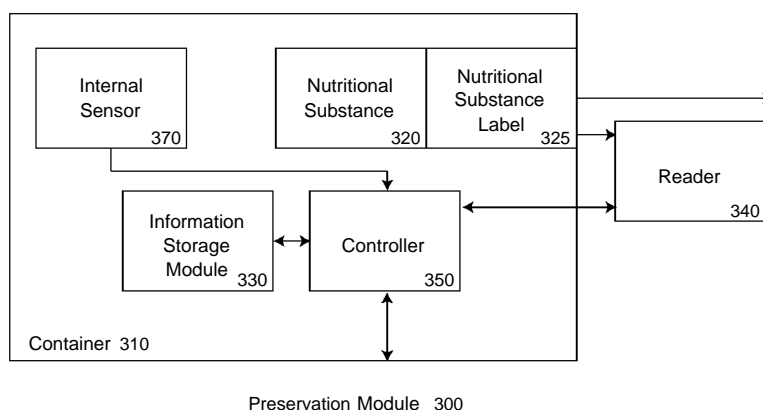 Internal
Sensor
370
Nutritional
Substance
320
Nutritional
Substance
Label
325
Reader
340
Information
Storage
Module
330
Controller
350
Container 310
Preservation Module 300